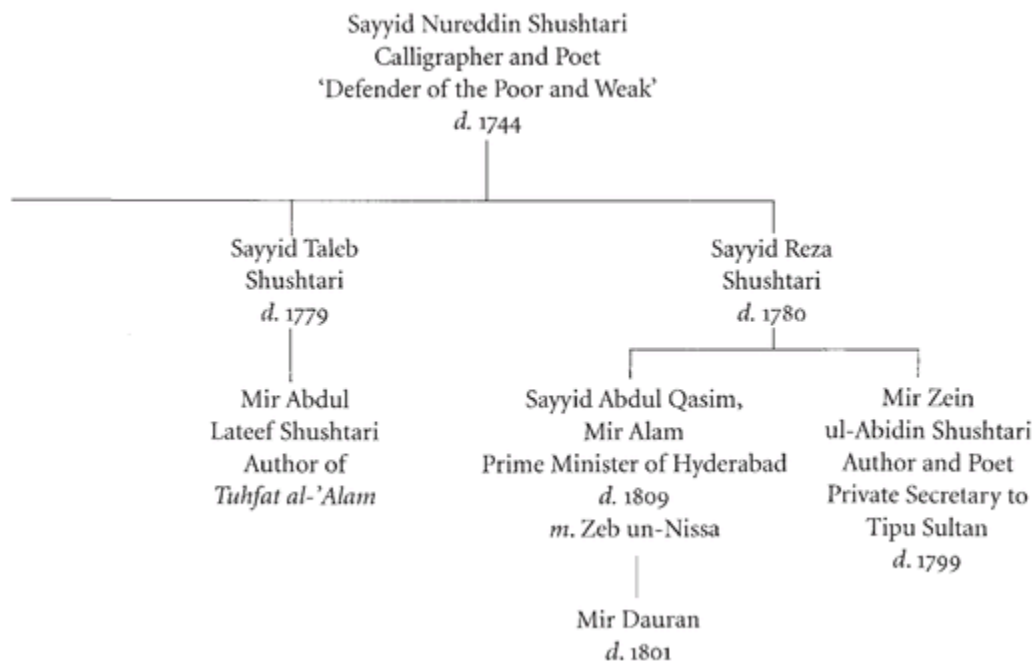 Sayyid Nureddin Shushtari
Calligrapher and Poet
‘Defender of the Poor and Weak’
d. 1744
Sayyid Taleb
Shushtari
d. 1779
Sayyid Reza
Shushtari
d. 1780
Mir Abdul
Lateef Shushtari
Author of
Tuhfat al-’Alam
Sayyid Abdul Qasim,
Mir Alam
Prime Minister of Hyderabad
d. 1809
m. Zeb un-Nissa
Mir Zein
ul-Abidin Shushtari
Author and Poet
Private Secretary to
Tipu Sultan
d. 1799
Mir Dauran
d. 1801